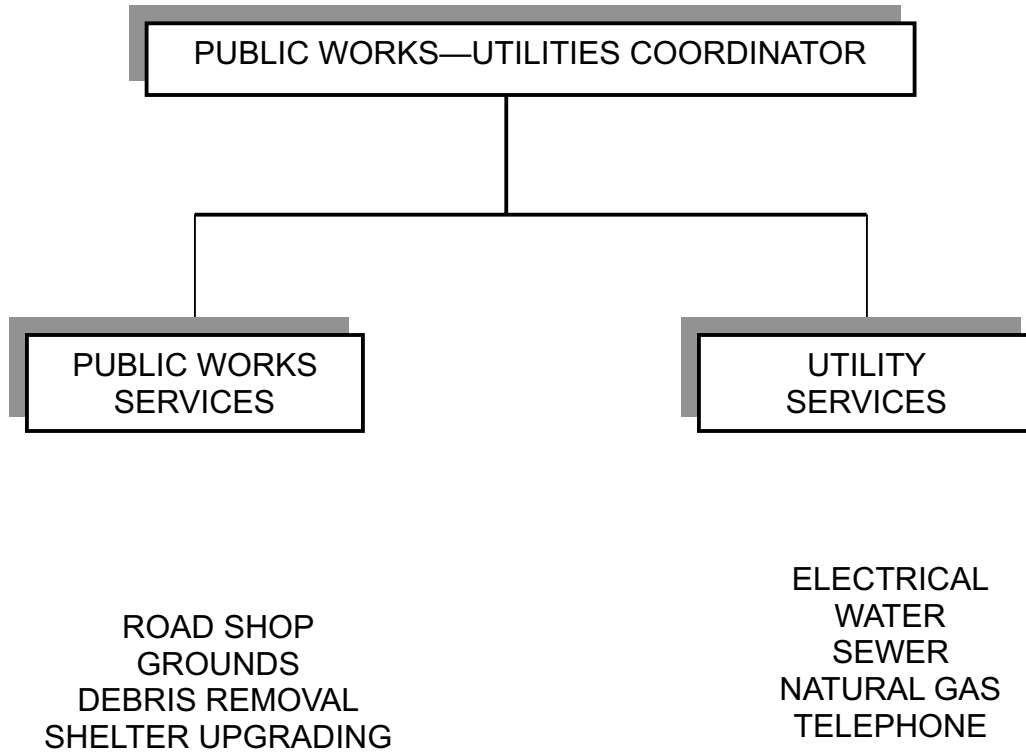 PUBLIC WORKS—UTILITIES COORDINATOR
PUBLIC WORKS
SERVICES
UTILITY
SERVICES
ROAD SHOP
GROUNDS
DEBRIS REMOVAL
SHELTER UPGRADING
ELECTRICAL
WATER
SEWER
NATURAL GAS
TELEPHONE